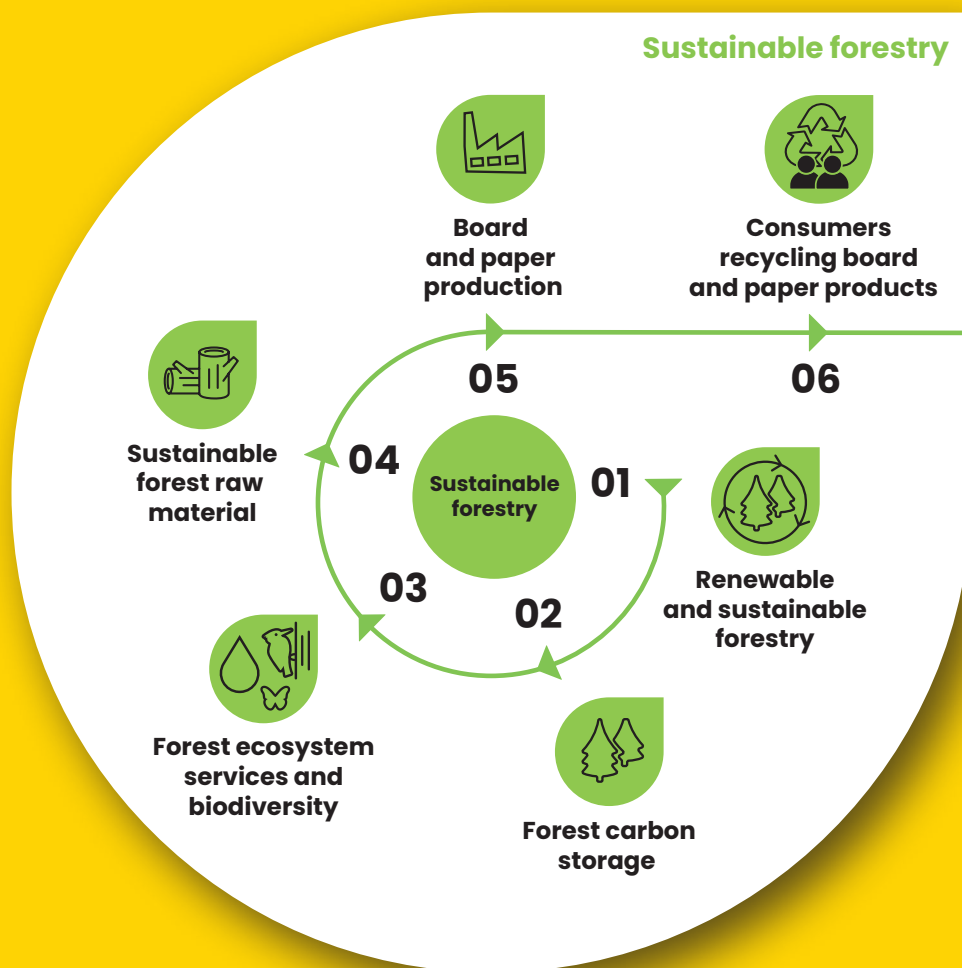 Sustainable forestry
Board
and paper
production
Consumers
recycling board
and paper products
05
06
Sustainable
forest raw
material
04
Sustainable
forestry
01
Renewable
and sustainable
forestry
03
02
Forest ecosystem
services and
biodiversity
Forest carbon
storage